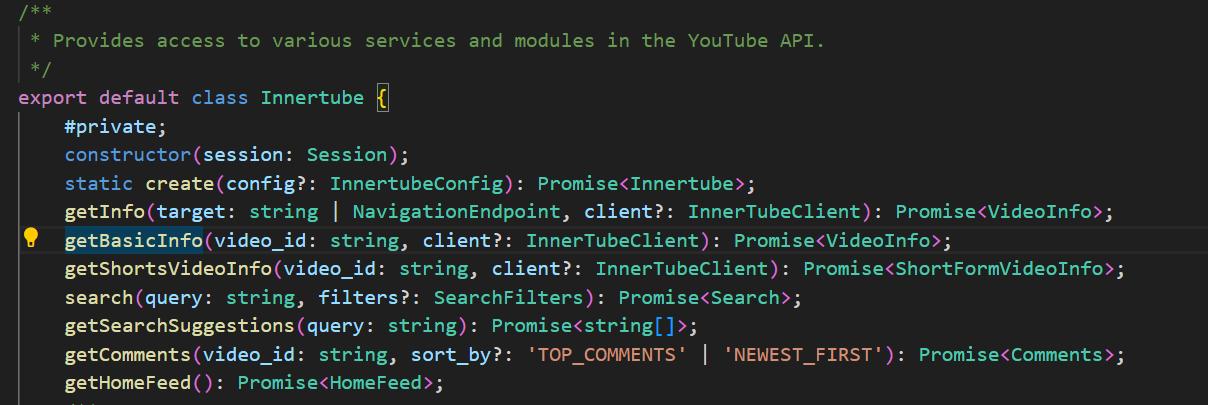 /**
 * Provides access to various services and modules in the YouTube API.
 */
export default class Innertube {
    #private;
    constructor(session: Session);
    static create(config?: InnertubeConfig): Promise<Innertube>;
    getInfo(target: string | NavigationEndpoint, client?: InnerTubeClient): Promise<VideoInfo>;
    getBasicInfo(video_id: string, client?: InnerTubeClient): Promise<VideoInfo>;
    getShortsVideoInfo(video_id: string, client?: InnerTubeClient): Promise<ShortFormVideoInfo>;
    search(query: string, filters?: SearchFilters): Promise<Search>;
    getSearchSuggestions(query: string): Promise<string[]>;
    getComments(video_id: string, sort_by?: 'TOP_COMMENTS' | 'NEWEST_FIRST'): Promise<Comments>;
    getHomeFeed(): Promise<HomeFeed>;